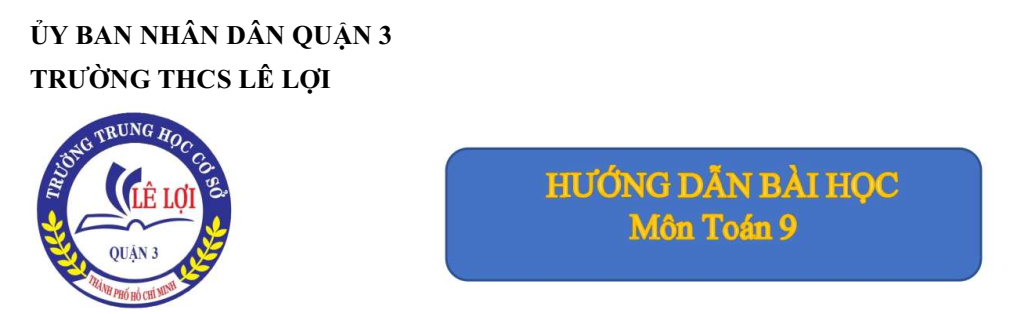 ỦY BAN NHÂN DÂN QUẬN 3
TRƯỜNG THCS LÊ LỢI
TRƯỜNG TRUNG HỌC CƠ SỞ
LÊ LỢI
QUẬN 3
THÀNH PHỐ HỒ CHÍ MINH
HƯỚNG DẪN BÀI HỌC
Môn Toán 9